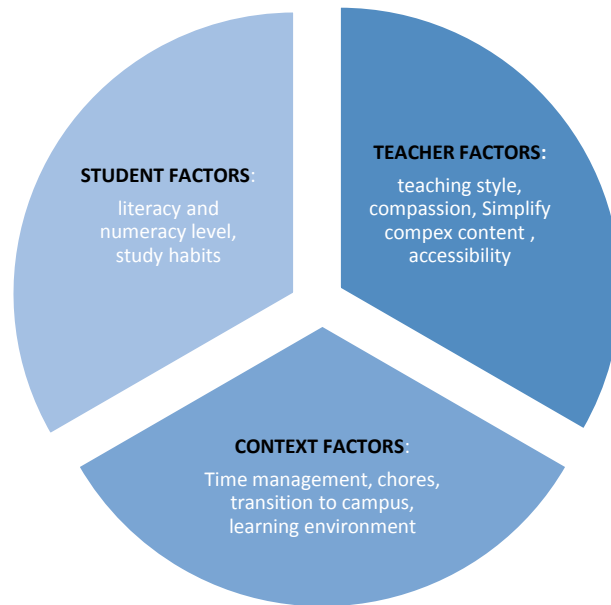 STUDENT FACTORS:
literacy and
numeracy level,
study habits
TEACHER FACTORS:
teaching style,
compassion, Simplify
compex content ,
accessibility
CONTEXT FACTORS:
Time management, chores,
transition to campus,
learning environment